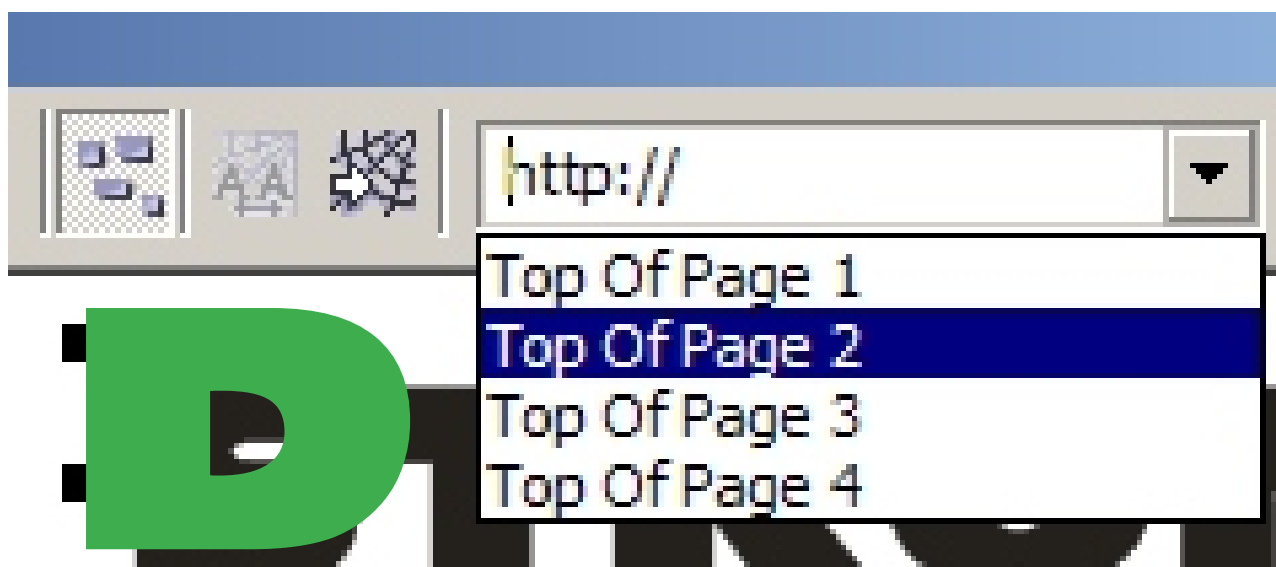 http://
Top Of Page 1
Top Of Page 2
Top Of Page 3
Top Of Page 4
D